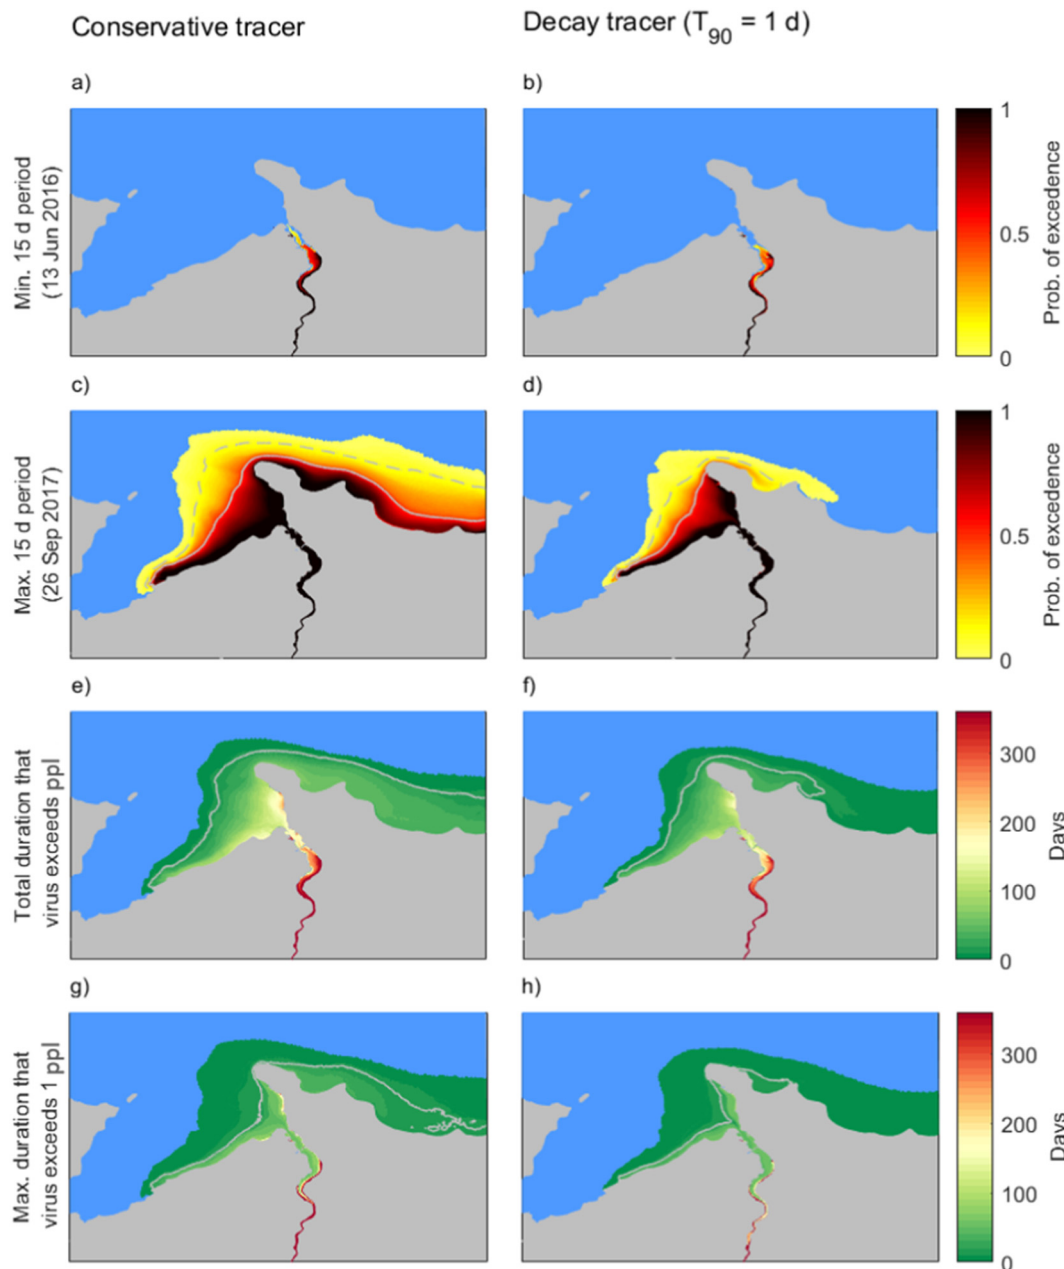 Conservative tracer
Decay tracer (T90 = 1 d)
a)
b)
Min. 15 d period
(13 Jun 2016)
1
0.5
0
Prob. of excedence
c)
d)
Max. 15 d period
(26 Sep 2017)
1
0.5
0
Prob. of excedence
e)
f)
Total duration that
virus exceeds ppl
300
200
100
0
Days
g)
h)
Max. duration that
virus exceeds 1 ppl
300
200
100
0
Days